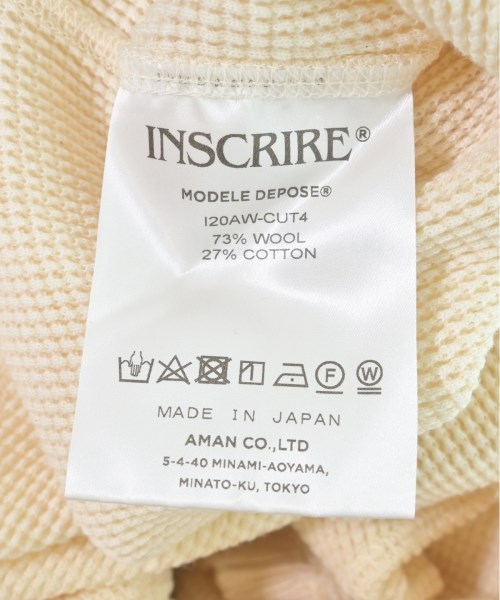 INSCRIRE®
MODELE DEPOSE®
I20AW-CUT4
73% WOOL
27% COTTON
F W
MADE IN JAPAN
AMAN CO.,LTD
5-4-40 MINAMI-AOYAMA,
MINATO-KU, TOKYO